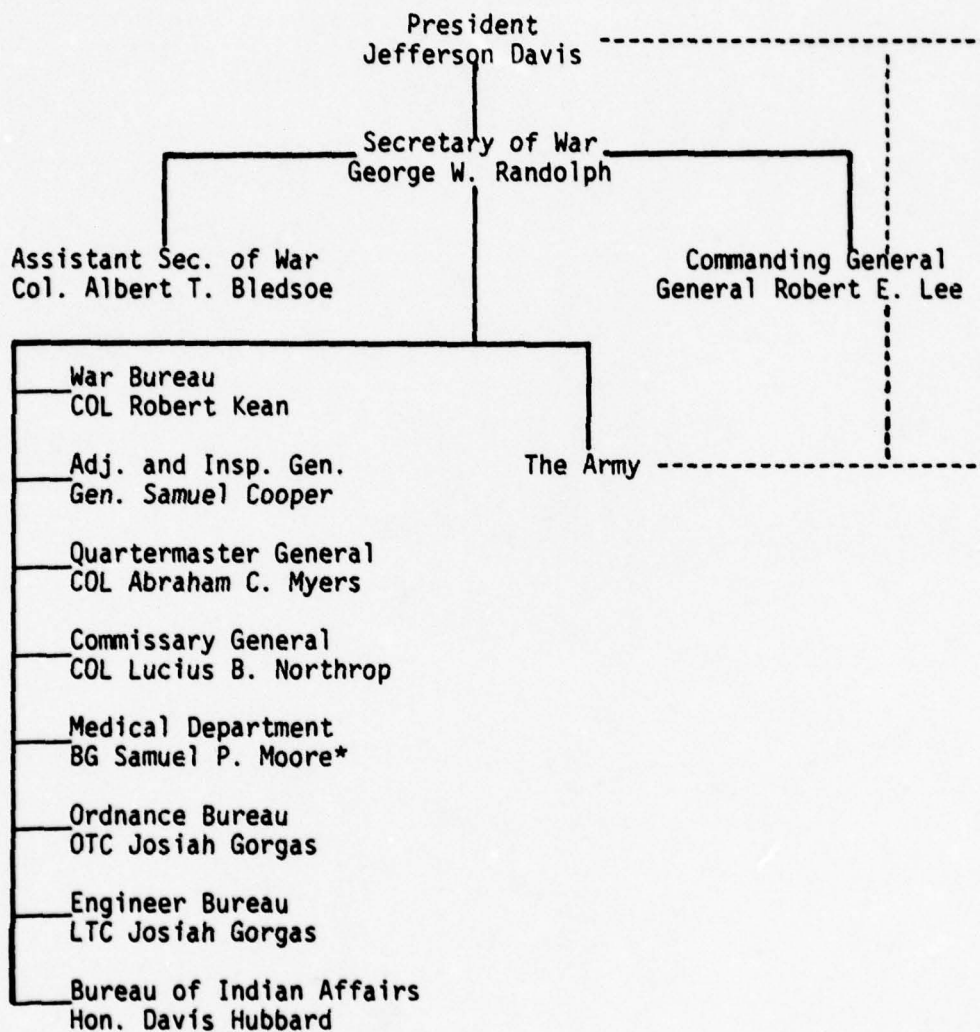 President
Jefferson Davis
Secretary of War
George W. Randolph
Assistant Sec. of War
Col. Albert T. Bledsoe
Commanding General
General Robert E. Lee
War Bureau
COL Robert Kean
Adj. and Insp. Gen.
Gen. Samuel Cooper
The Army
Quartermaster General
COL Abraham C. Myers
Commissary General
COL Lucius B. Northrop
Medical Department
BG Samuel P. Moore*
Ordnance Bureau
OTC Josiah Gorgas
Engineer Bureau
LTC Josiah Gorgas
Bureau of Indian Affairs
Hon. Davis Hubbard